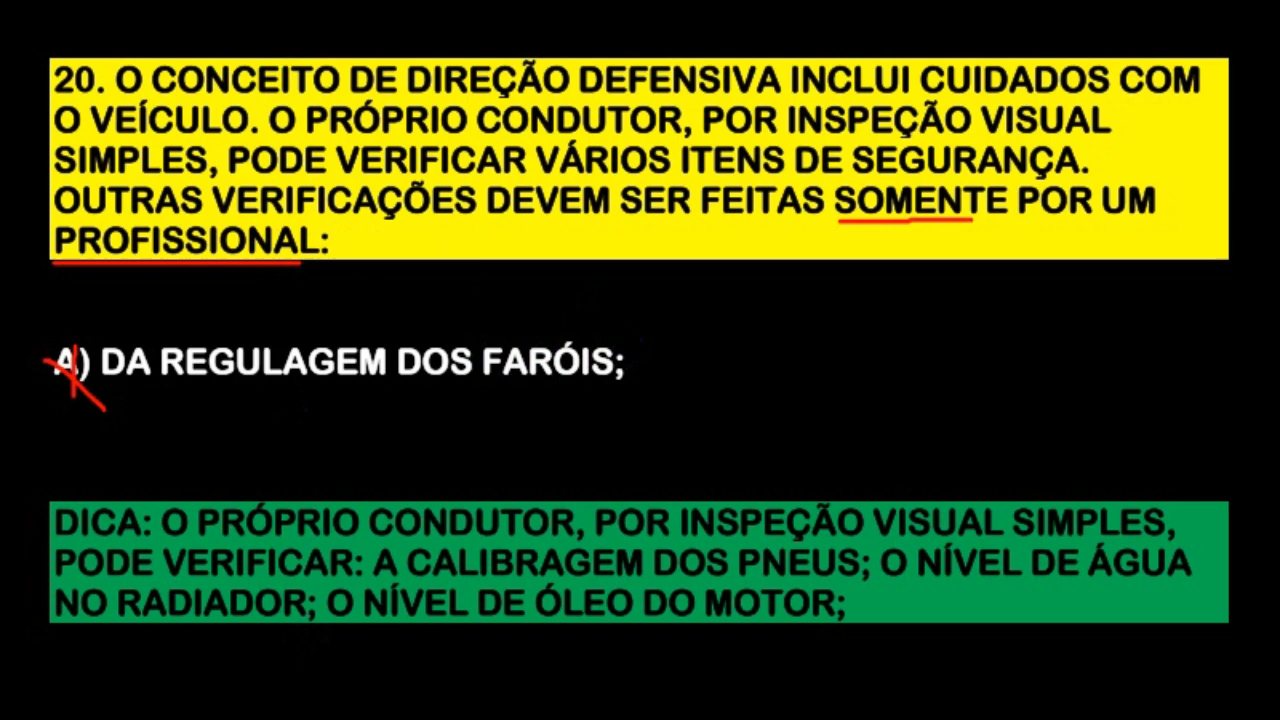 20. O CONCEITO DE DIREÇÃO DEFENSIVA INCLUI CUIDADOS COM
O VEÍCULO. O PRÓPRIO CONDUTOR, POR INSPEÇÃO VISUAL
SIMPLES, PODE VERIFICAR VÁRIOS ITENS DE SEGURANÇA.
OUTRAS VERIFICAÇÕES DEVEM SER FEITAS SOMENTE POR UM
PROFISSIONAL:
A) DA REGULAGEM DOS FARÓIS;
DICA: O PRÓPRIO CONDUTOR, POR INSPEÇÃO VISUAL SIMPLES,
PODE VERIFICAR: A CALIBRAGEM DOS PNEUS; O NÍVEL DE ÁGUA
NO RADIADOR; O NÍVEL DE ÓLEO DO MOTOR;